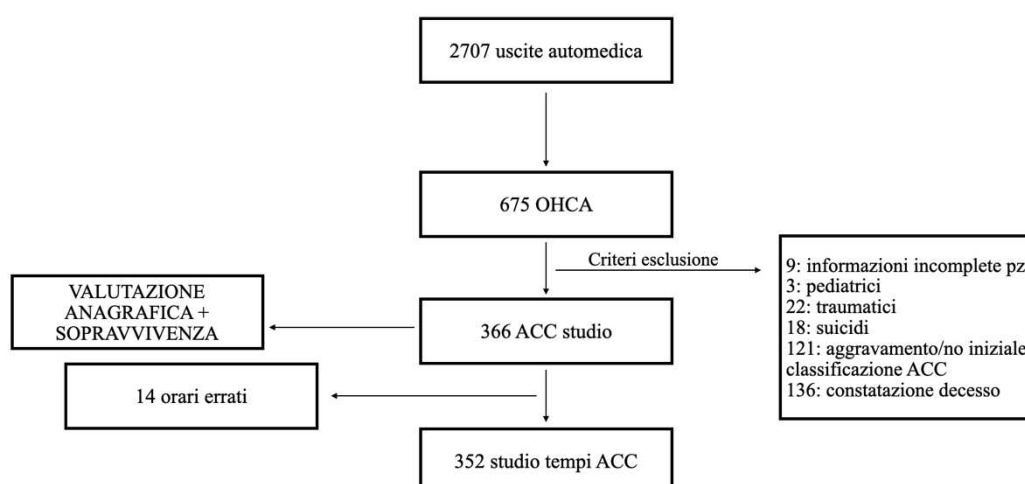 2707 uscite automedica
675 OHCA
Criteri esclusione
9: informazioni incomplete pz
3: pediatrici
22: traumatici
18: suicidi
121: aggravamento/no iniziale
classificazione ACC
136: constatazione decesso
VALUTAZIONE
ANAGRAFICA +
SOPRAVVIVENZA
366 ACC studio
14 orari errati
352 studio tempi ACC